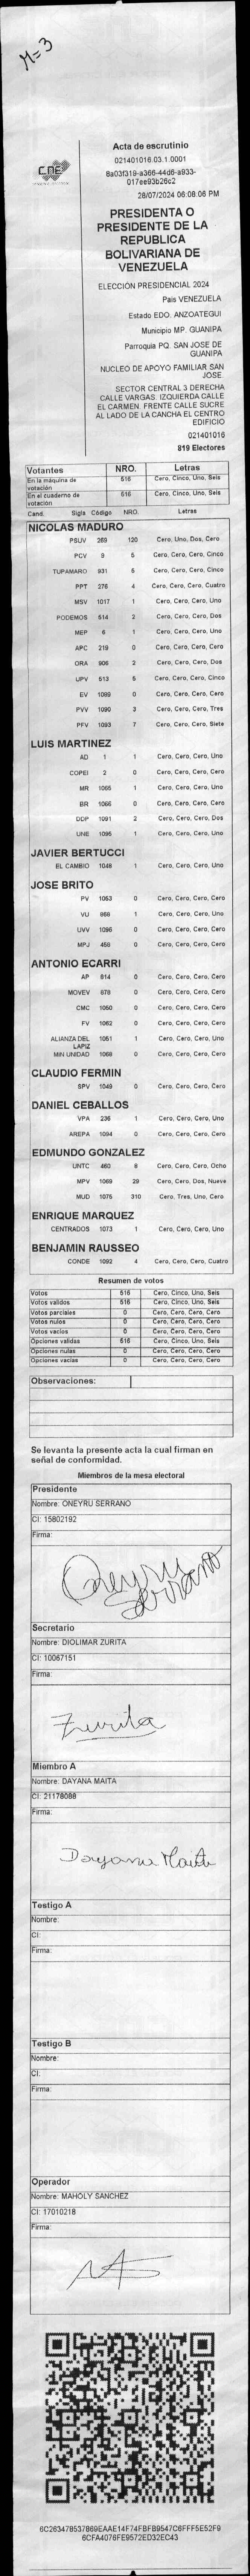 M=3
CNE
Acta de escrutinio
021401016.03.1.0001
8a03f319-a366-44d6-a933-
017ee93b26c2
28/07/2024 06:08:06 PM
PRESIDENTA O
PRESIDENTE DE LA
REPUBLICA
BOLIVARIANA DE
VENEZUELA
ELECCIÓN PRESIDENCIAL 2024
País VENEZUELA
Estado EDO. ANZOATEGUI
Municipio MP. GUANIPA
Parroquia PQ. SAN JOSE DE
GUANIPA
NUCLEO DE APOYO FAMILIAR SAN
JOSE
SECTOR CENTRAL 3 DERECHA
CALLE VARGAS. IZQUIERDA CALLE
EL CARMEN. FRENTE CALLE SUCRE
AL LADO DE LA CANCHA EL CENTRO
EDIFICIO
021401016
819 Electores
Votantes NRO. Letras
En la máquina de votación 516 Cero, Cinco, Uno, Seis
En el cuaderno de votación 516 Cero, Cinco, Uno, Seis
Cand. Sigla Código NRO. Letras
NICOLAS MADURO
PSUV 269 120 Cero, Uno, Dos, Cero
PCV 9 5 Cero, Cero, Cero, Cinco
TUPAMARO 931 5 Cero, Cero, Cero, Cinco
PPT 276 4 Cero, Cero, Cero, Cuatro
MSV 1017 1 Cero, Cero, Cero, Uno
PODEMOS 514 2 Cero, Cero, Cero, Dos
MEP 6 1 Cero, Cero, Cero, Uno
APC 219 0 Cero, Cero, Cero, Cero
ORA 906 2 Cero, Cero, Cero, Dos
UPV 513 5 Cero, Cero, Cero, Cinco
EV 1089 0 Cero, Cero, Cero, Cero
PVV 1090 3 Cero, Cero, Cero, Tres
PFV 1093 7 Cero, Cero, Cero, Siete
LUIS MARTINEZ
AD 1 1 Cero, Cero, Cero, Uno
COPEI 2 0 Cero, Cero, Cero, Cero
MR 1065 1 Cero, Cero, Cero, Uno
BR 1066 0 Cero, Cero, Cero, Cero
DDP 1091 2 Cero, Cero, Cero, Dos
UNE 1095 1 Cero, Cero, Cero, Uno
JAVIER BERTUCCI
EL CAMBIO 1048 1 Cero, Cero, Cero, Uno
JOSE BRITO
PV 1053 0 Cero, Cero, Cero, Cero
VU 868 1 Cero, Cero, Cero, Uno
UVV 1096 0 Cero, Cero, Cero, Cero
MPJ 458 0 Cero, Cero, Cero, Cero
ANTONIO ECARRI
AP 814 0 Cero, Cero, Cero, Cero
MOVEV 878 0 Cero, Cero, Cero, Cero
CMC 1050 0 Cero, Cero, Cero, Cero
FV 1062 0 Cero, Cero, Cero, Cero
ALIANZA DEL LAPIZ 1051 1 Cero, Cero, Cero, Uno
MIN UNIDAD 1068 0 Cero, Cero, Cero, Cero
CLAUDIO FERMIN
SPV 1049 0 Cero, Cero, Cero, Cero
DANIEL CEBALLOS
VPA 236 1 Cero, Cero, Cero, Uno
AREPA 1094 0 Cero, Cero, Cero, Cero
EDMUNDO GONZALEZ
UNTC 460 8 Cero, Cero, Cero, Ocho
MPV 1069 29 Cero, Cero, Dos, Nueve
MUD 1075 310 Cero, Tres, Uno, Cero
ENRIQUE MARQUEZ
CENTRADOS 1073 1 Cero, Cero, Cero, Uno
BENJAMIN RAUSSEO
CONDE 1092 4 Cero, Cero, Cero, Cuatro
Resumen de votos
Votos 516 Cero, Cinco, Uno, Seis
Votos válidos 516 Cero, Cinco, Uno, Seis
Votos parciales 0 Cero, Cero, Cero, Cero
Votos nulos 0 Cero, Cero, Cero, Cero
Votos vacíos 0 Cero, Cero, Cero, Cero
Opciones válidas 516 Cero, Cinco, Uno, Seis
Opciones nulas 0 Cero, Cero, Cero, Cero
Opciones vacías 0 Cero, Cero, Cero, Cero
Observaciones:
Se levanta la presente acta la cual firman en
señal de conformidad.
Miembros de la mesa electoral
Presidente
Nombre: ONEYRU SERRANO
CI: 15802192
Firma:
Oneyru
Serrano
Secretario
Nombre: DIOLIMAR ZURITA
CI: 10067151
Firma:
Zurita
Miembro A
Nombre: DAYANA MAITA
CI: 21178088
Firma:
Dayana Maita
Testigo A
Nombre:
CI:
Firma:
Testigo B
Nombre:
CI:
Firma:
Operador
Nombre: MAHOLY SANCHEZ
CI: 17010218
Firma:
6C263478537869EAAE14F74FBFB9547C6FFF5E52F9
6CFA4076FE9572ED32EC43